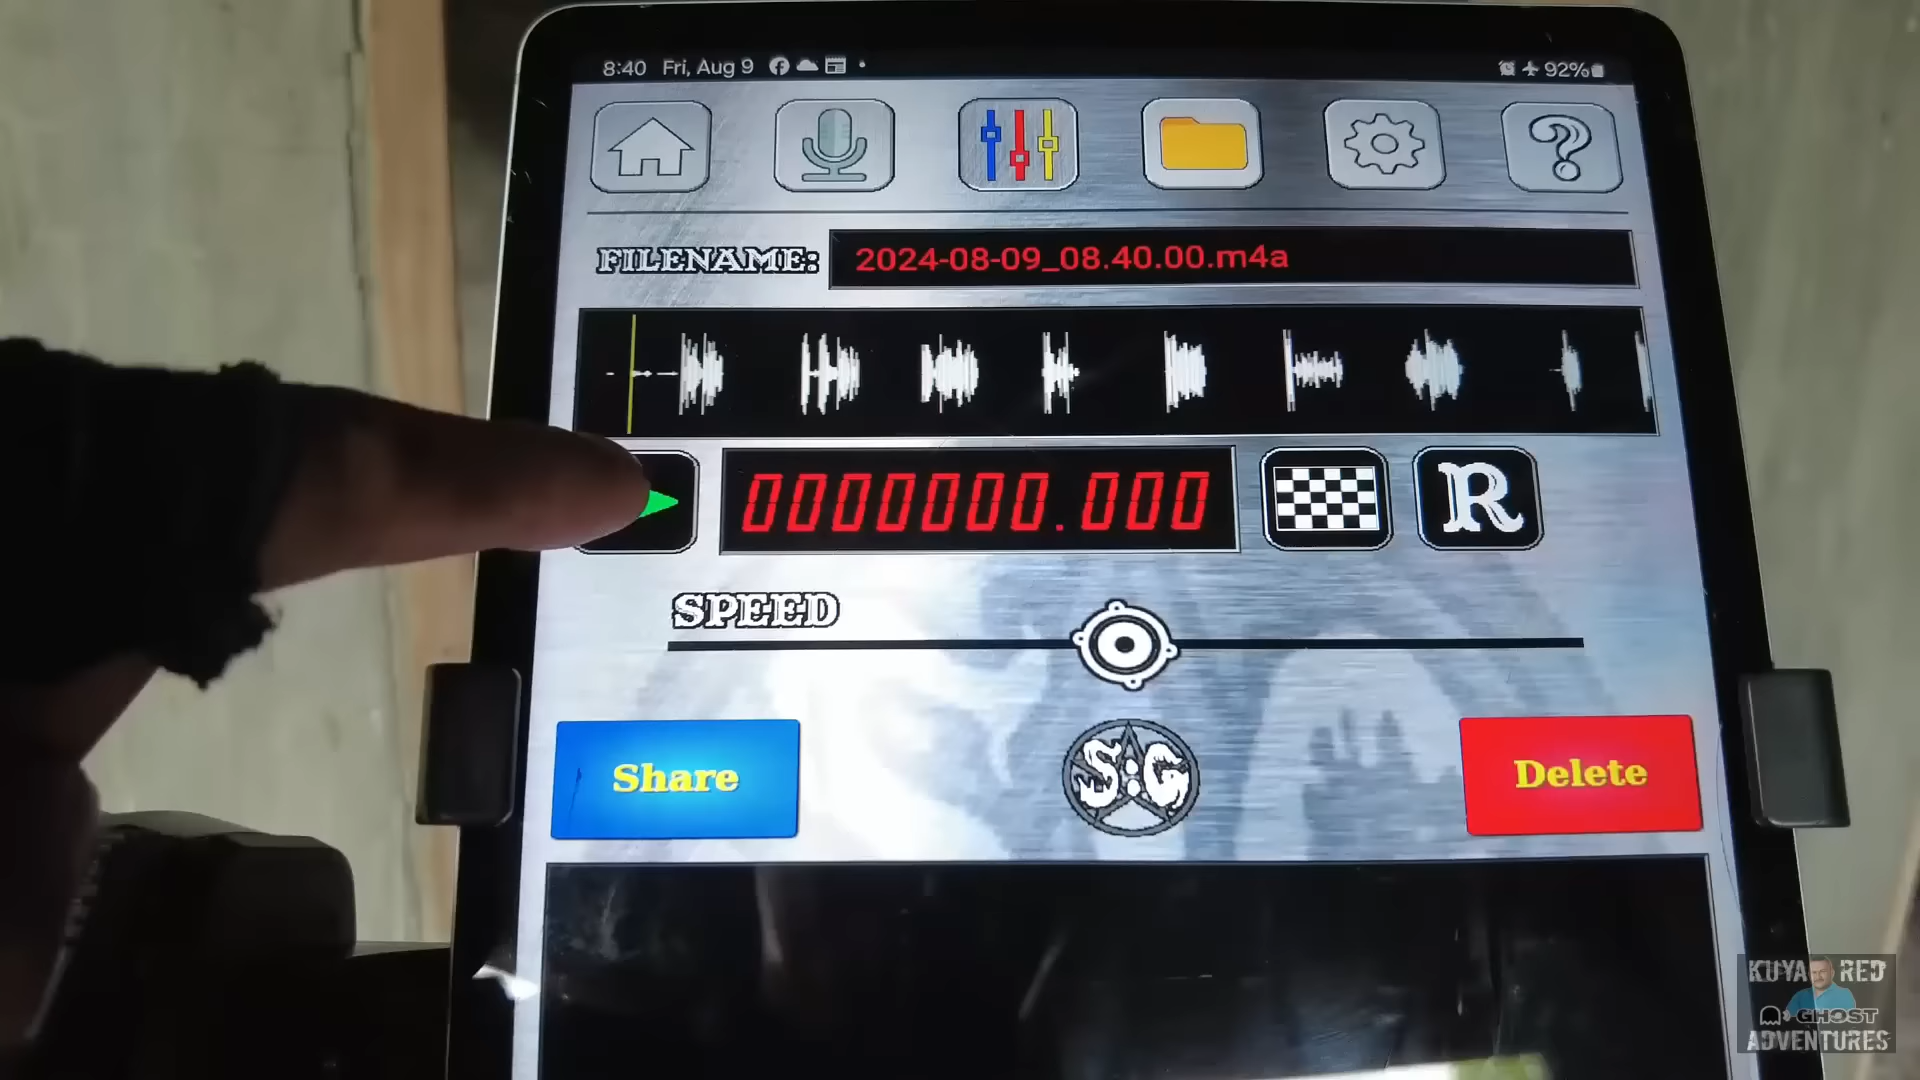 8:40 Fri, Aug 9
92%
FILENAME: 2024-08-09_08.40.00.m4a
0000000.000
R
SPEED
Share
S:G
Delete
KUYA RED
GHOST
ADVENTURES